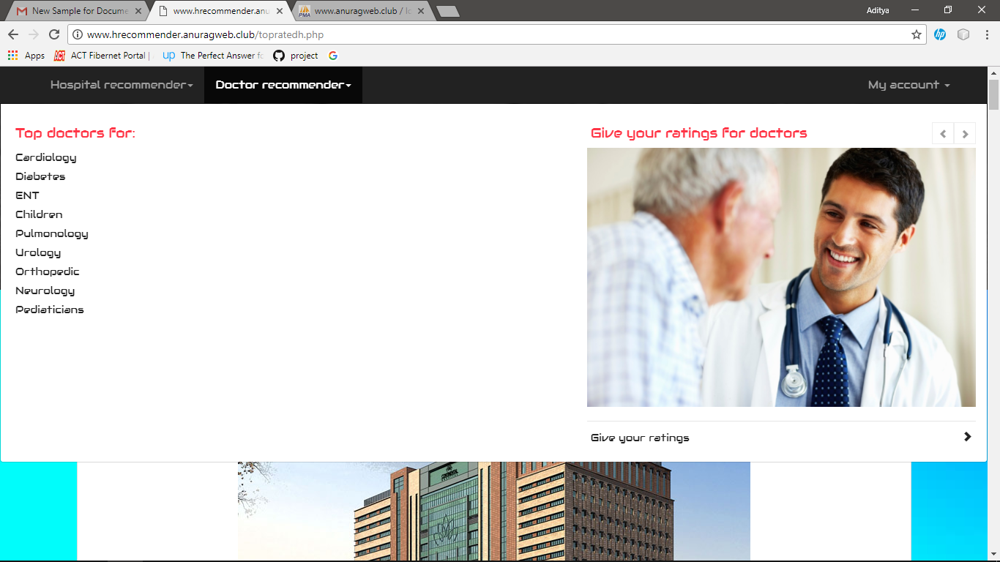 New Sample for Docume
www.hrecommender.anu
www.anuragweb.club / lo
Aditya
www.hrecommender.anuragweb.club/topratedh.php
Apps
ACT Fibernet Portal |
up The Perfect Answer fo
project
Hospital recommender
Doctor recommender
My account
Top doctors for:
Give your ratings for doctors
Cardiology
Diabetes
ENT
Children
Pulmonology
Urology
Orthopedic
Neurology
Pediaticians
Give your ratings
CONTINENTAL